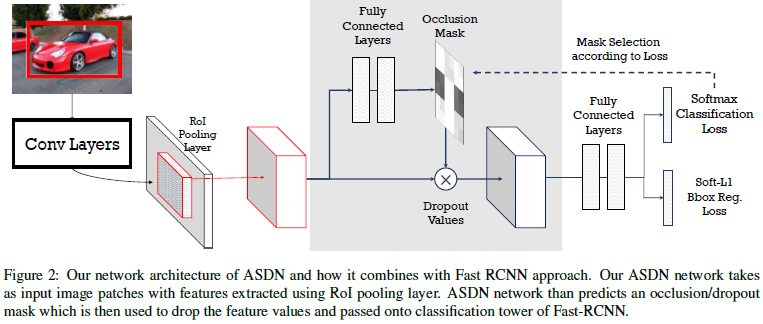 Fully
Connected
Layers
Occlusion
Mask
Mask Selection
according to Loss
RoI
Pooling
Layer
Conv Layers
Fully
Connected
Layers
Softmax
Classification
Loss
Dropout
Values
Soft-L1
Bbox Reg.
Loss
Figure 2: Our network architecture of ASDN and how it combines with Fast RCNN approach. Our ASDN network takes
as input image patches with features extracted using RoI pooling layer. ASDN network than predicts an occlusion/dropout
mask which is then used to drop the feature values and passed onto classification tower of Fast-RCNN.